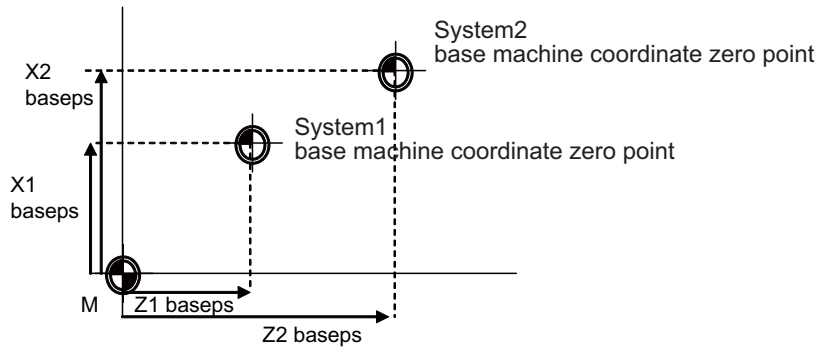 System2
base machine coordinate zero point
X2
baseps
System1
base machine coordinate zero point
X1
baseps
M
Z1 baseps
Z2 baseps